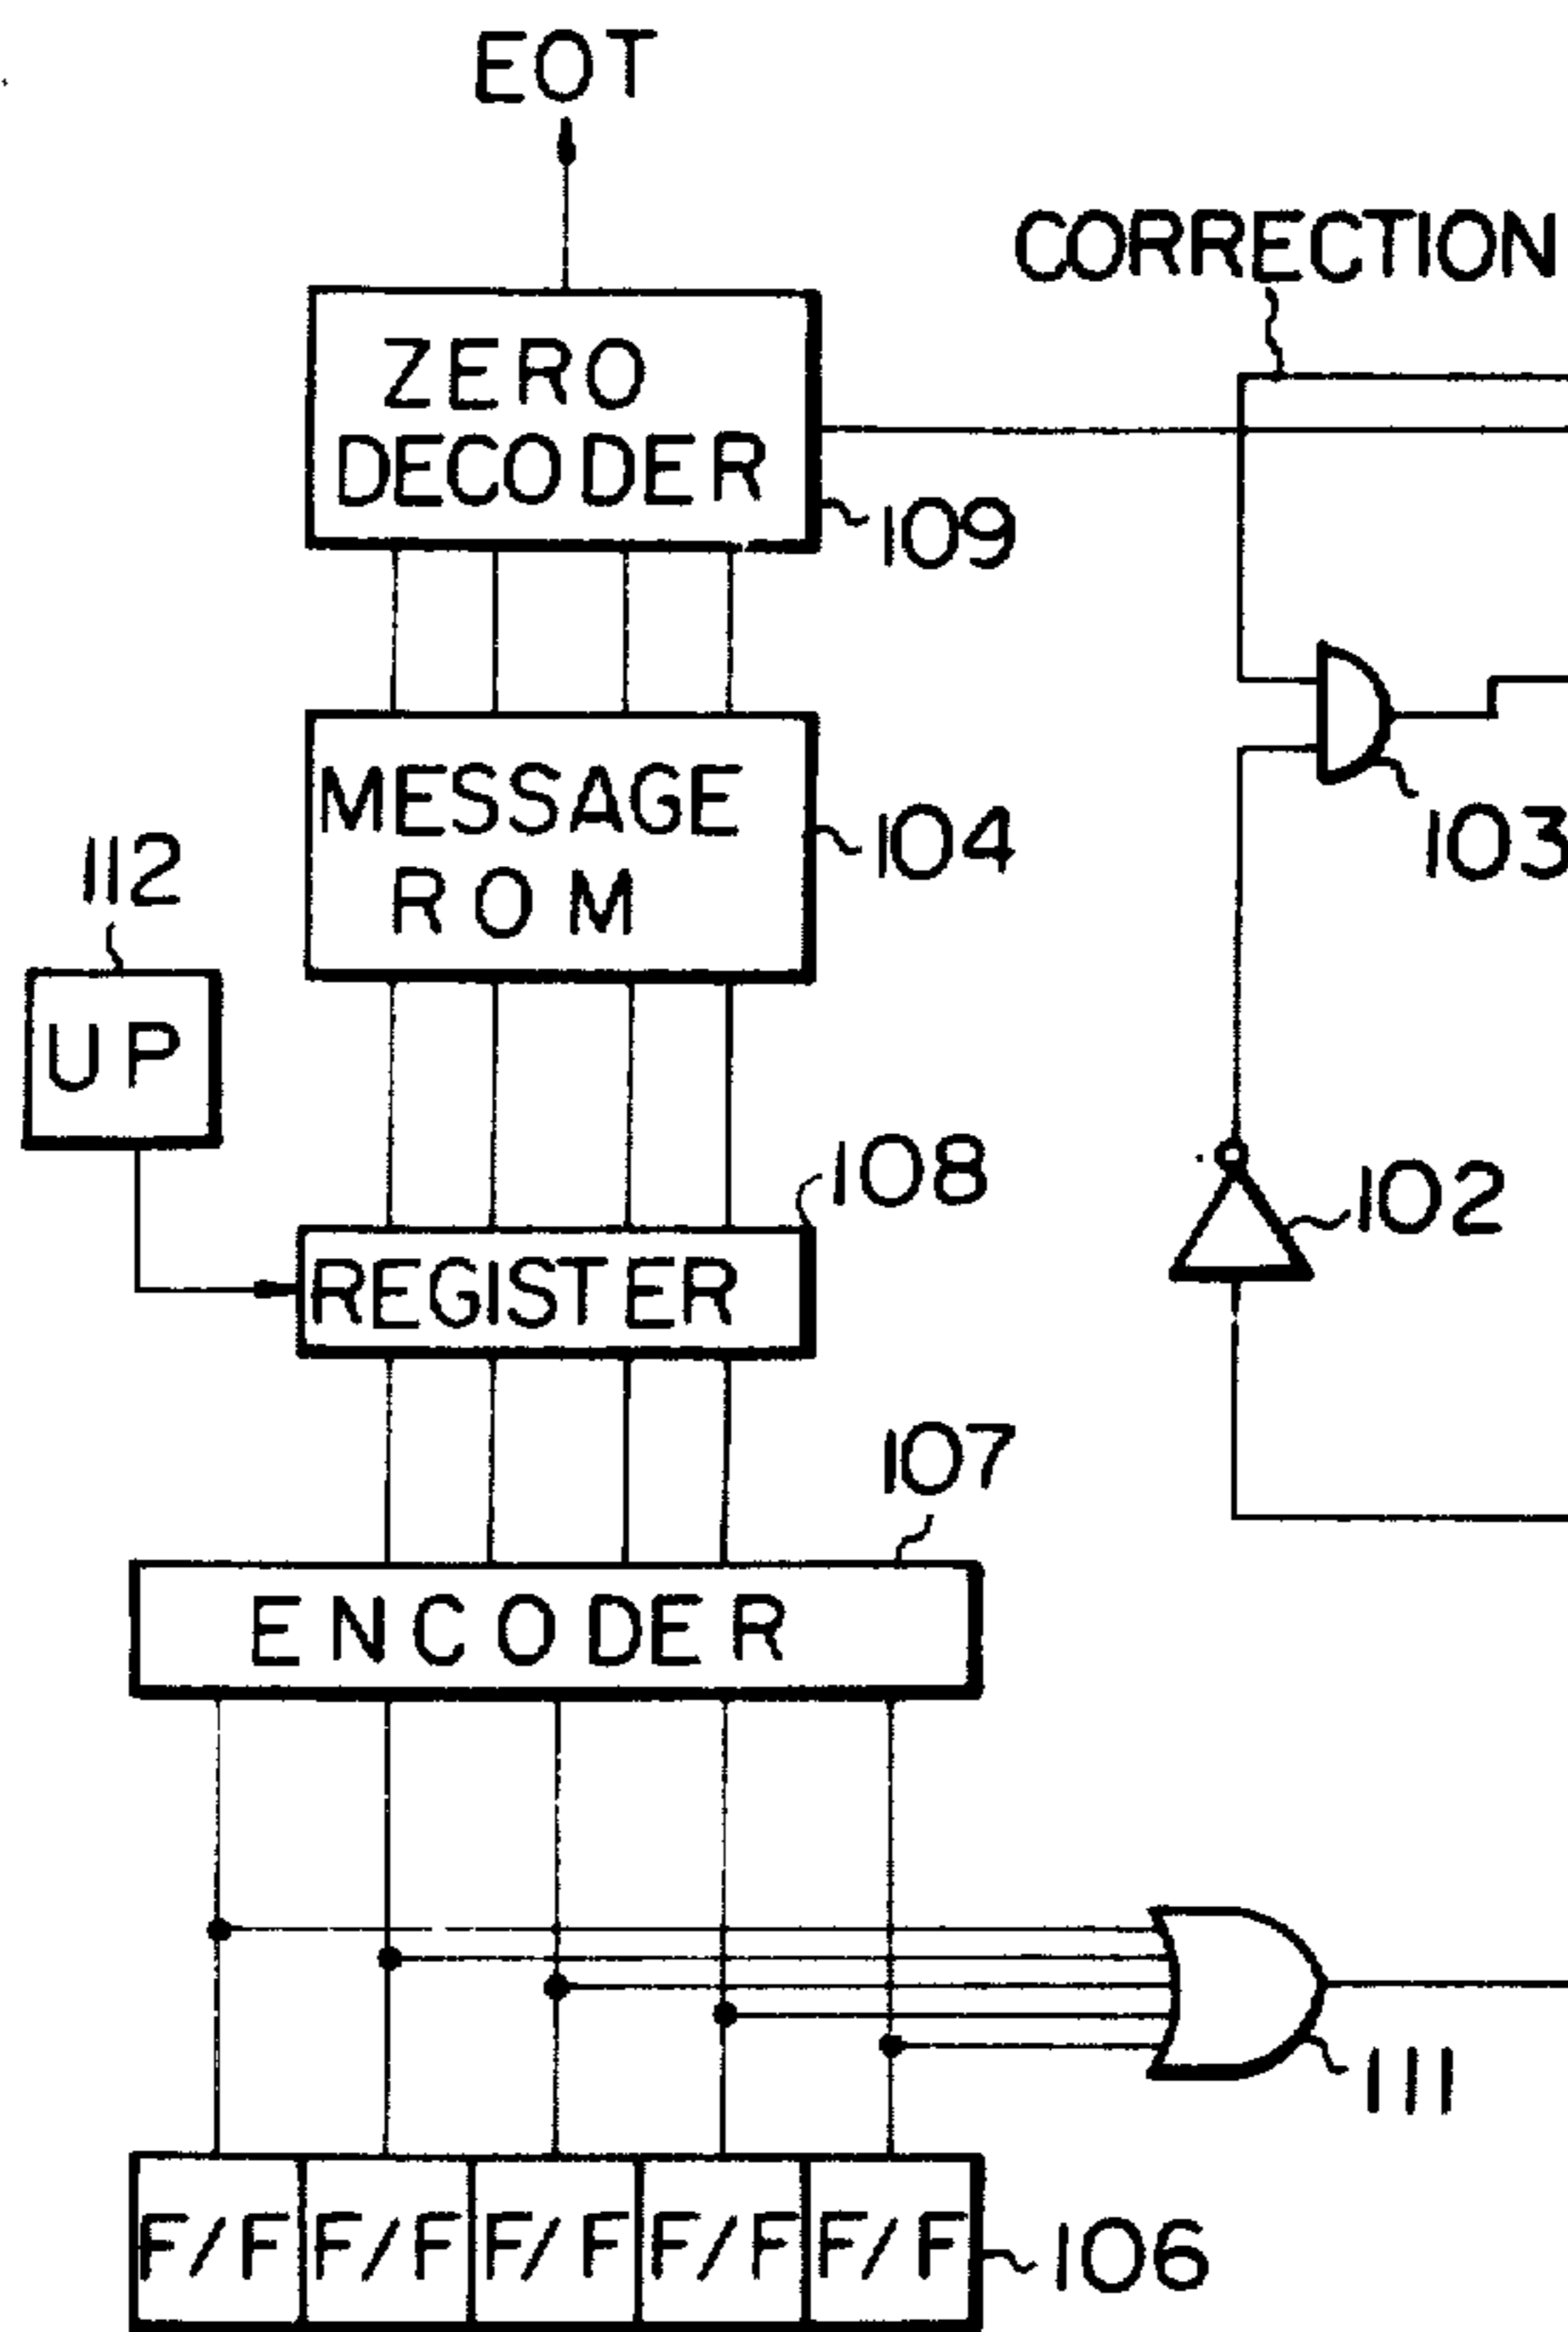 EOT
CORRECTION
ZERO
DECODER
109
MESSAGE
ROM
104
103
112
UP
108
REGISTER
102
107
ENCODER
111
F/F F/F F/F F/F F/F
106